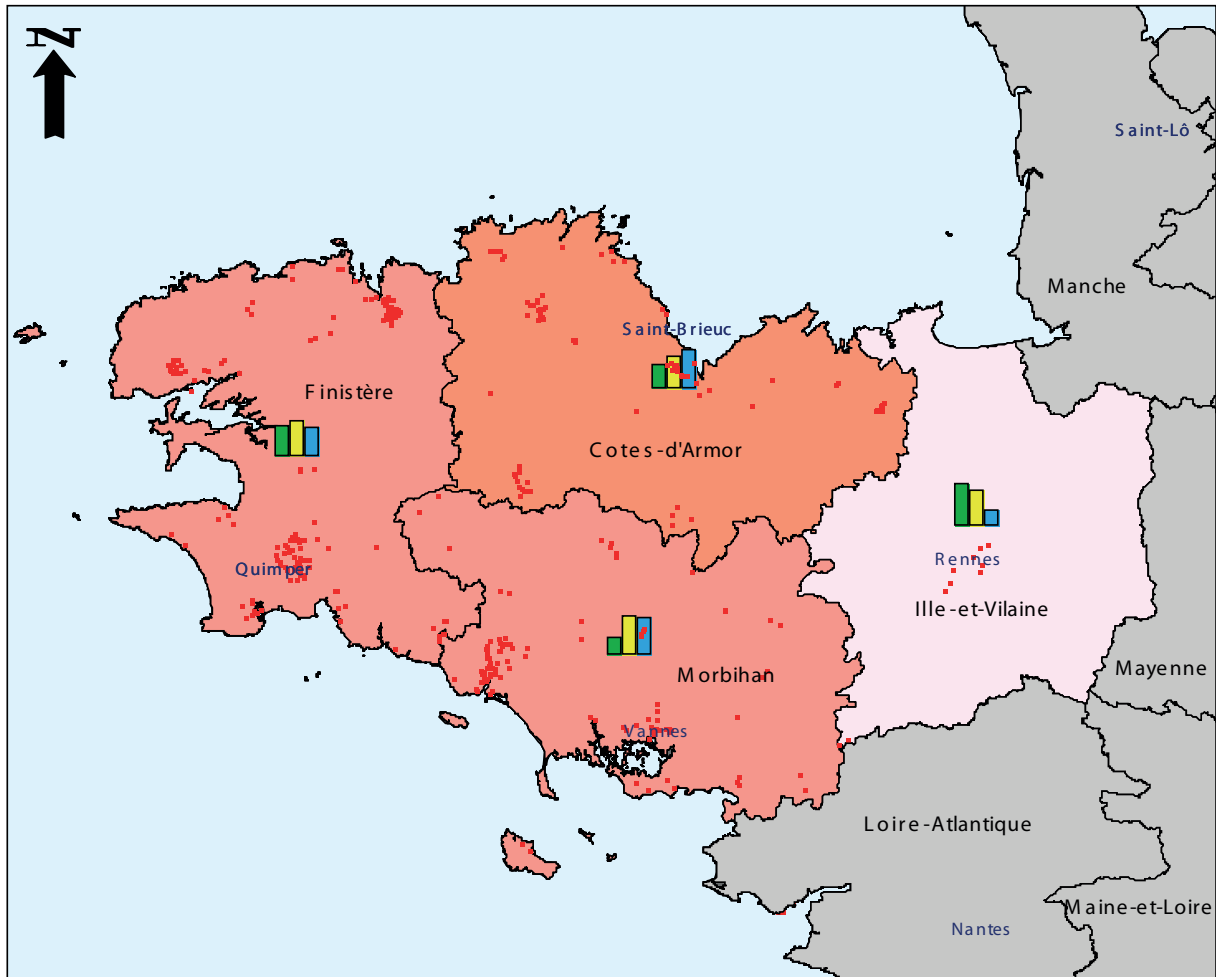 N
Saint-Lô
Manche
Saint-Brieuc
Finistère
Cotes-d'Armor
Rennes
Quimper
Ille-et-Vilaine
Mayenne
Morbihan
Vannes
Loire-Atlantique
Maine-et-Loire
Nantes